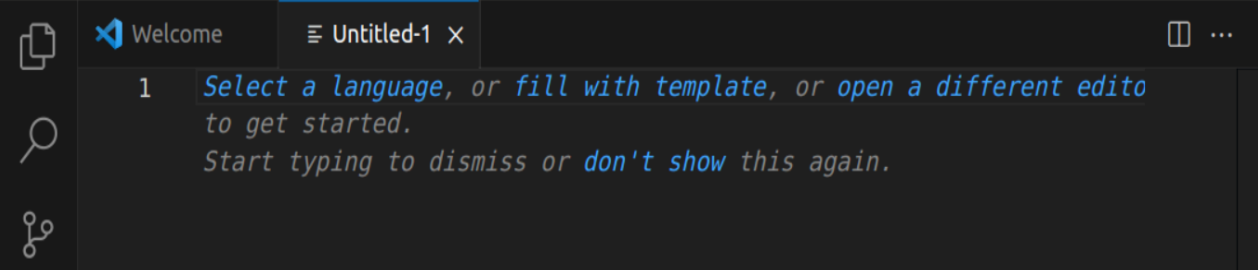 Welcome
Untitled-1
1
Select a language, or fill with template, or open a different edito
to get started.
Start typing to dismiss or don't show this again.